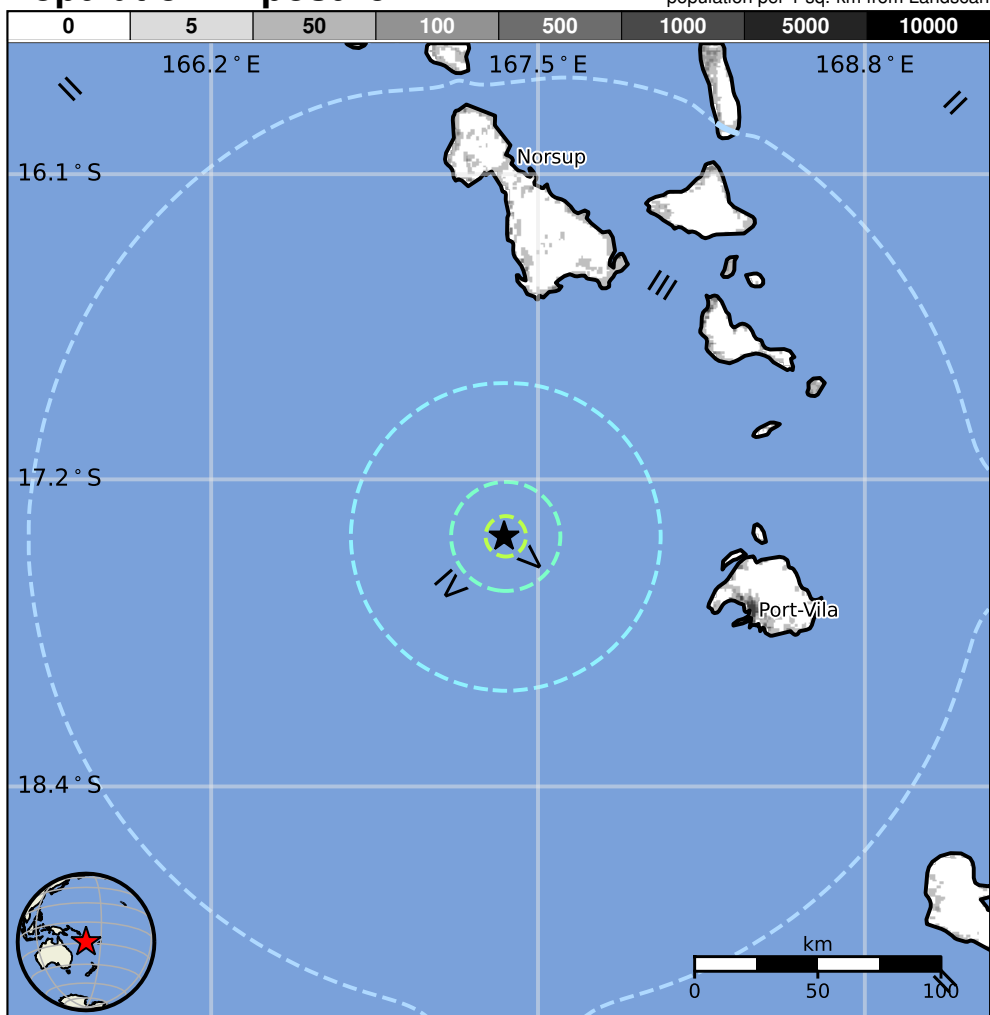 population per 1 sq. km from Landscan
0 5 50 100 500 1000 5000 10000
166.2°E 167.5°E 168.8°E
II II
16.1°S
Norsup
III
17.2°S
V
IV
Port-Vila
18.4°S
km
0 50 100
II